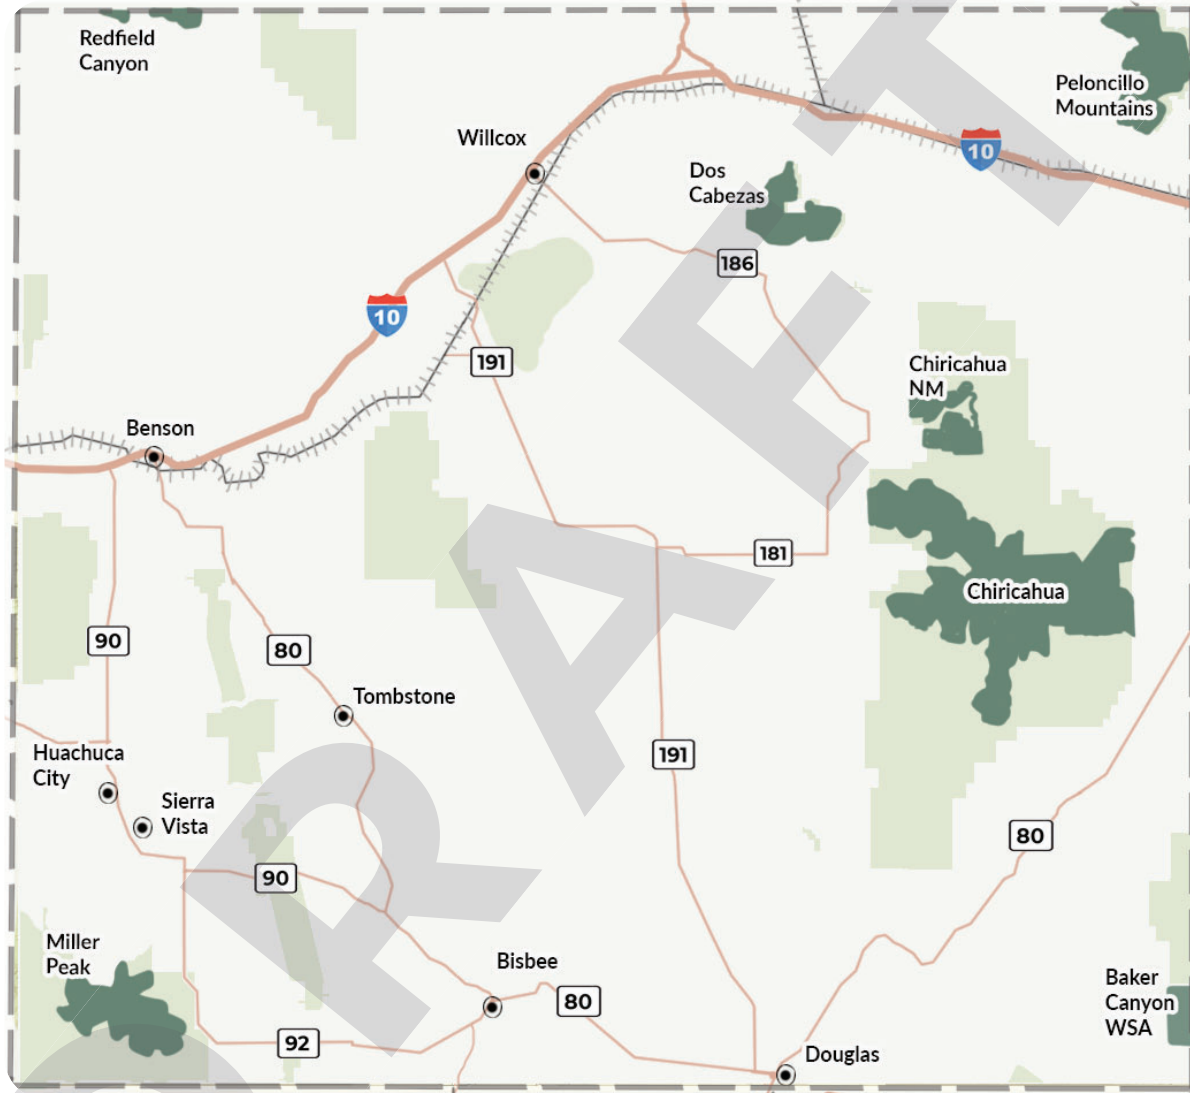 Redfield
Canyon
Peloncillo
Mountains
Willcox
10
Dos
Cabezas
186
10
191
Chiricahua
NM
Benson
181
Chiricahua
90
80
Tombstone
191
Huachuca
City
Sierra
Vista
80
90
Miller
Peak
Bisbee
80
Baker
Canyon
WSA
92
Douglas
DRAFT